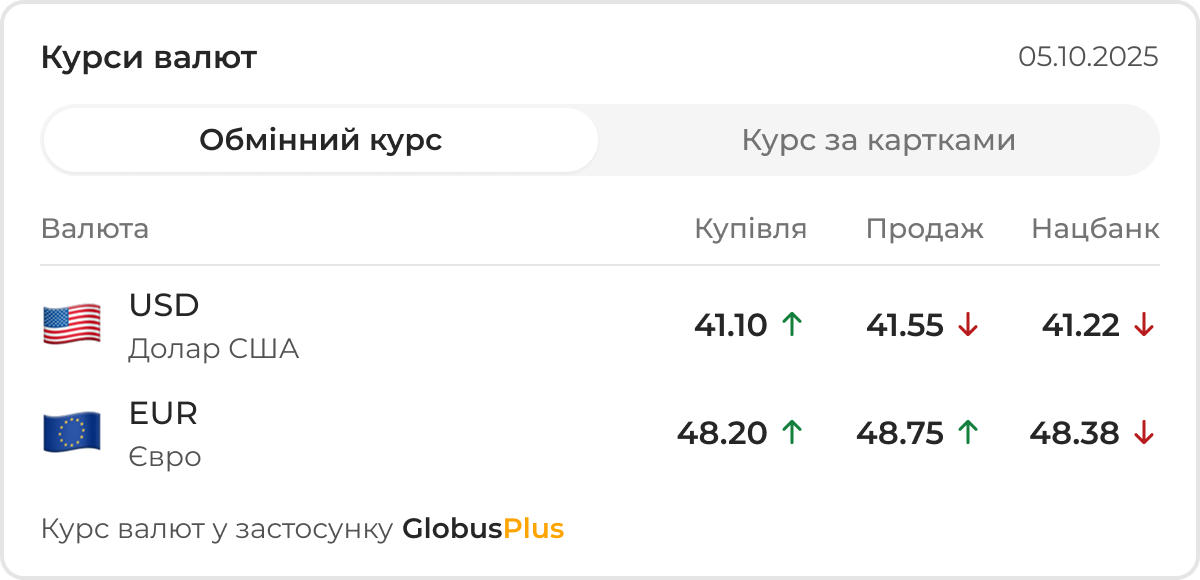 Курси валют 05.10.2025
Обмінний курс Курс за картками
Валюта Купівля Продаж Нацбанк
USD
Долар США
41.10 ↑ 41.55 ↓ 41.22 ↓
EUR
Євро
48.20 ↑ 48.75 ↑ 48.38 ↓
Курс валют у застосунку GlobusPlus